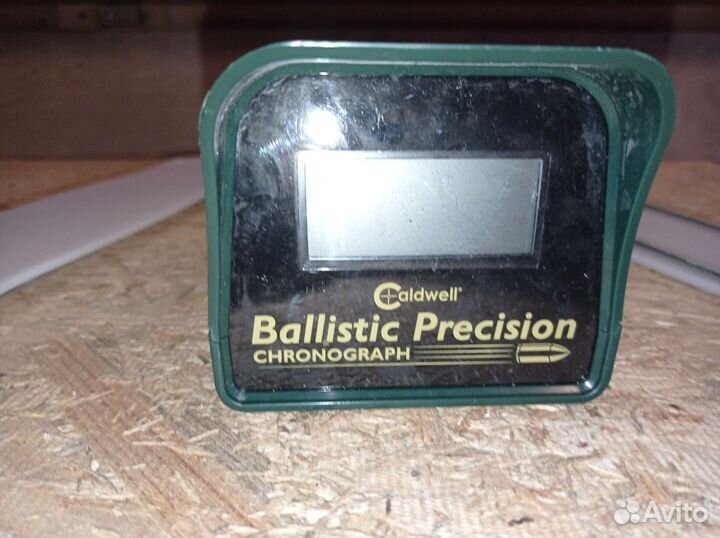 Caldwell®
Ballistic Precision
CHRONOGRAPH
Avito